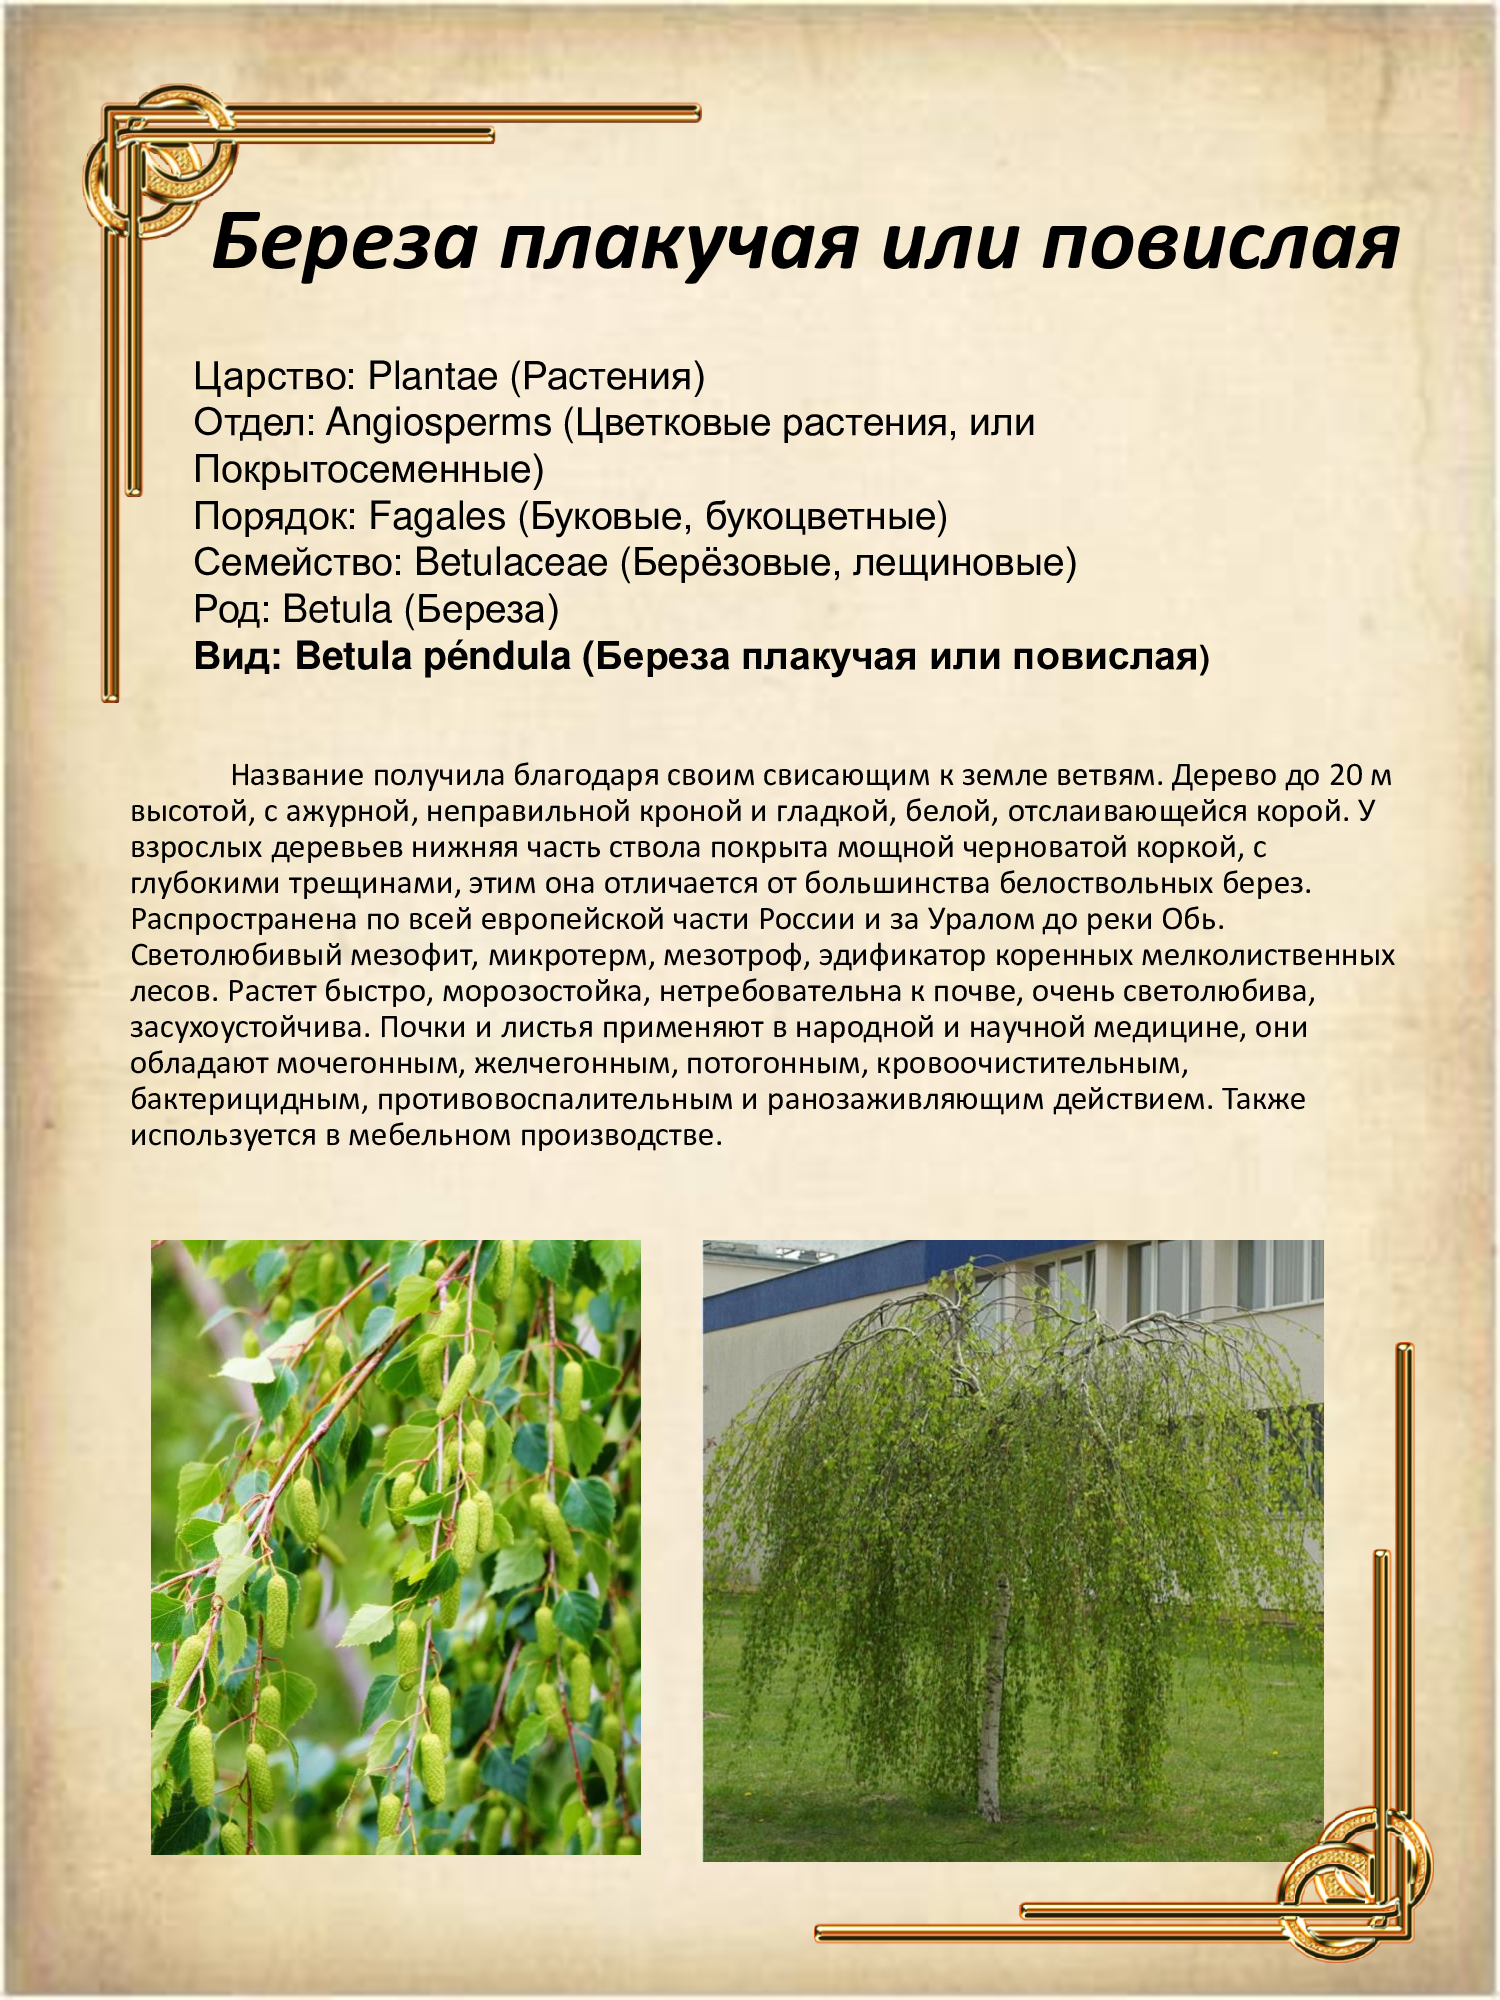 Береза плакучая или повислая
Царство: Plantae (Растения)
Отдел: Angiosperms (Цветковые растения, или
Покрытосеменные)
Порядок: Fagales (Буковые, букоцветные)
Семейство: Betulaceae (Берёзовые, лещиновые)
Род: Betula (Береза)
Вид: Betula péndula (Береза плакучая или повислая)
Название получила благодаря своим свисающим к земле ветвям. Дерево до 20 м
высотой, с ажурной, неправильной кроной и гладкой, белой, отслаивающейся корой. У
взрослых деревьев нижняя часть ствола покрыта мощной черноватой коркой, с
глубокими трещинами, этим она отличается от большинства белоствольных берез.
Распространена по всей европейской части России и за Уралом до реки Обь.
Светолюбивый мезофит, микротерм, мезотроф, эдификатор коренных мелколиственных
лесов. Растет быстро, морозостойка, нетребовательна к почве, очень светолюбива,
засухоустойчива. Почки и листья применяют в народной и научной медицине, они
обладают мочегонным, желчегонным, потогонным, кровоочистительным,
бактерицидным, противовоспалительным и ранозаживляющим действием. Также
используется в мебельном производстве.